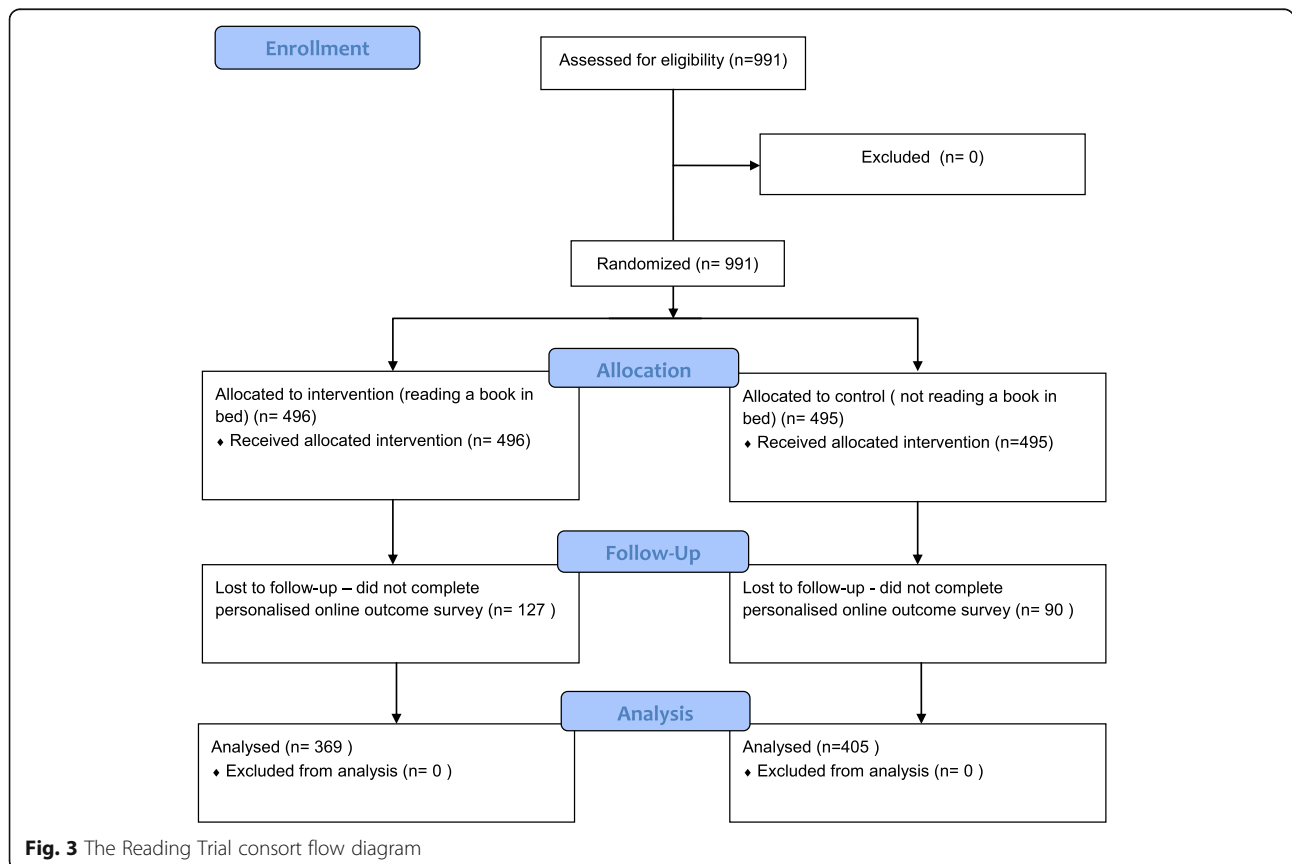 Enrollment
Assessed for eligibility (n=991)
Excluded (n= 0)
Randomized (n= 991)
Allocation
Allocated to intervention (reading a book in
bed) (n= 496)
♦ Received allocated intervention (n= 496)
Allocated to control ( not reading a book in
bed) (n= 495)
♦ Received allocated intervention (n=495)
Follow-Up
Lost to follow-up – did not complete
personalised online outcome survey (n= 127 )
Lost to follow-up - did not complete
personalised online outcome survey (n= 90 )
Analysis
Analysed (n= 369 )
♦ Excluded from analysis (n= 0 )
Analysed (n=405 )
♦ Excluded from analysis (n= 0 )
Fig. 3 The Reading Trial consort flow diagram